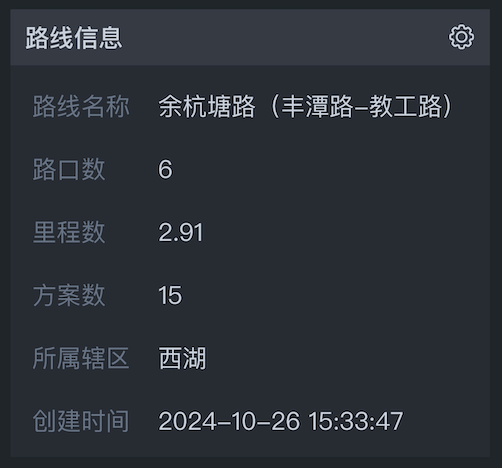 路线信息
路线名称 余杭塘路（丰潭路-教工路）
路口数 6
里程数 2.91
方案数 15
所属辖区 西湖
创建时间 2024-10-26 15:33:47